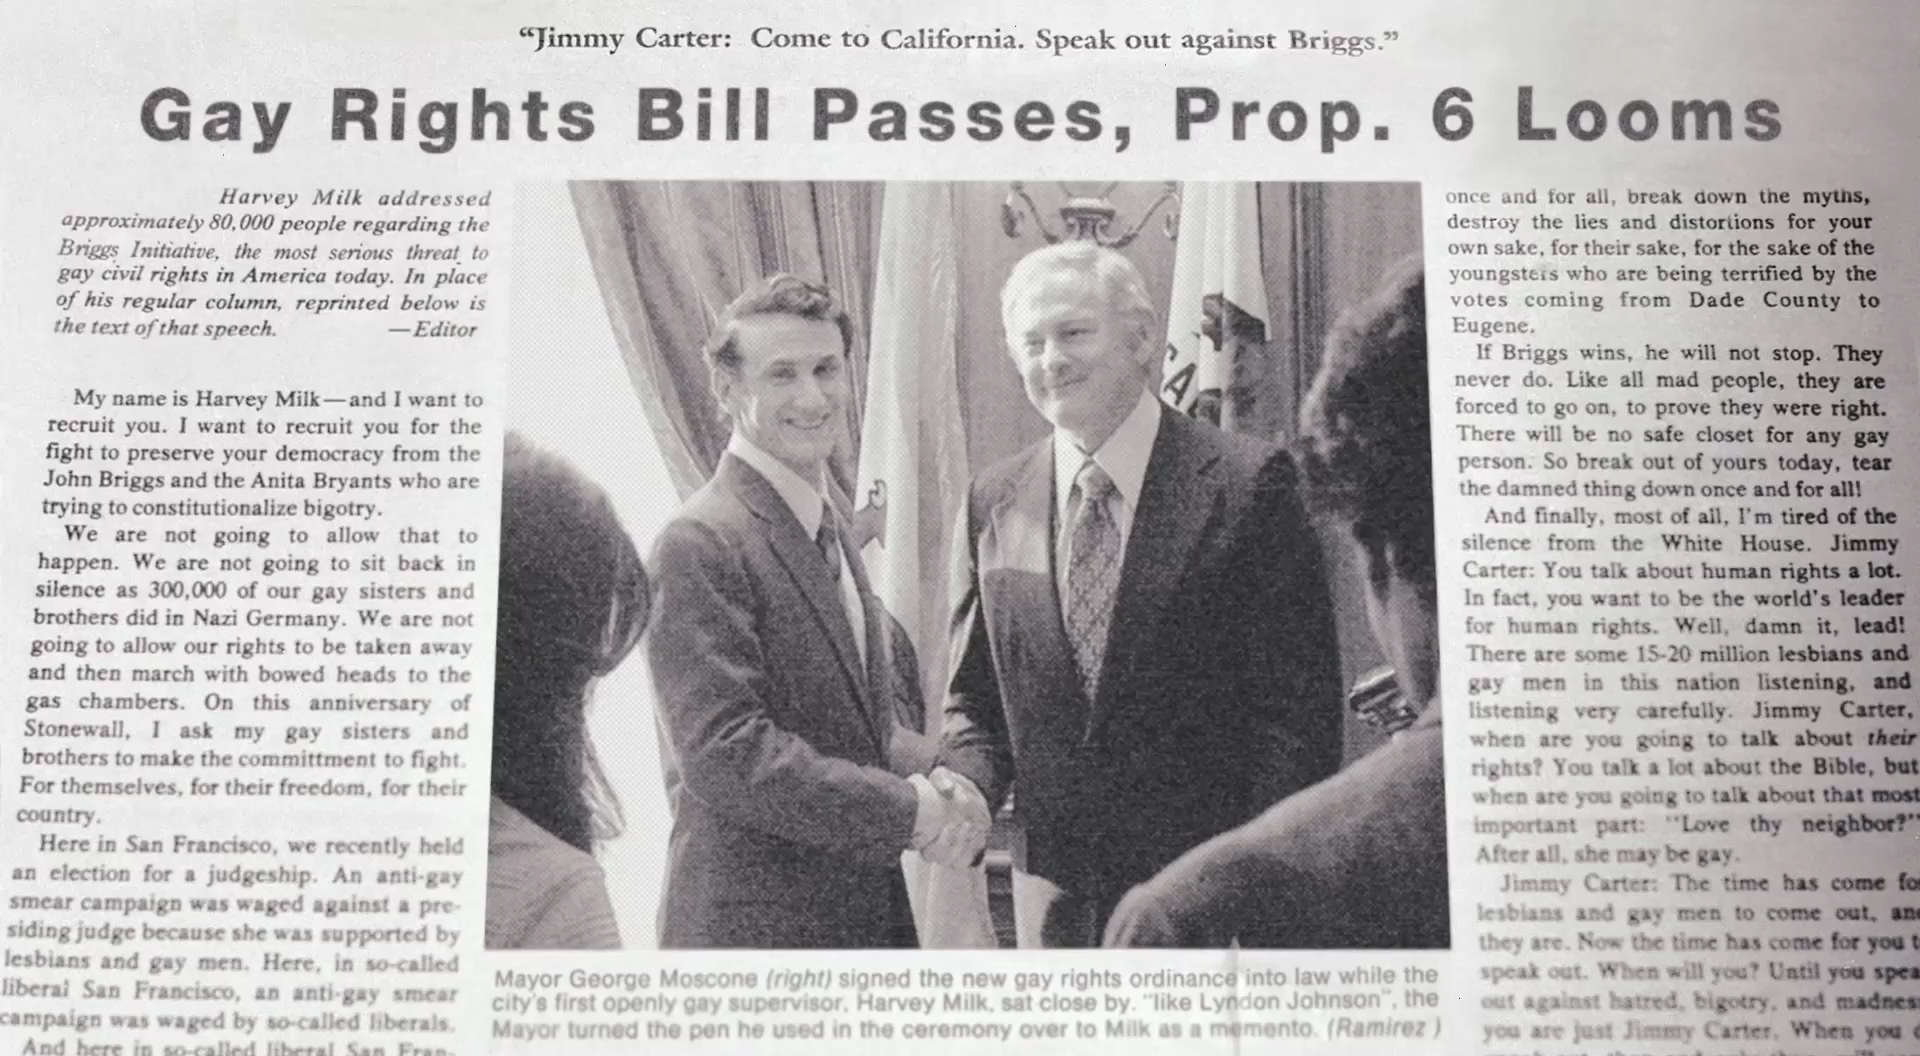 “Jimmy Carter: Come to California. Speak out against Briggs.”
Gay Rights Bill Passes, Prop. 6 Looms
Harvey Milk addressed
approximately 80,000 people regarding the
Briggs Initiative, the most serious threat to
gay civil rights in America today. In place
of his regular column, reprinted below is
the text of that speech. —Editor
My name is Harvey Milk—and I want to
recruit you. I want to recruit you for the
fight to preserve your democracy from the
John Briggs and the Anita Bryants who are
trying to constitutionalize bigotry.
We are not going to allow that to
happen. We are not going to sit back in
silence as 300,000 of our gay sisters and
brothers did in Nazi Germany. We are not
going to allow our rights to be taken away
and then march with bowed heads to the
gas chambers. On this anniversary of
Stonewall, I ask my gay sisters and
brothers to make the committment to fight.
For themselves, for their freedom, for their
country.
Here in San Francisco, we recently held
an election for a judgeship. An anti-gay
smear campaign was waged against a pre-
siding judge because she was supported by
lesbians and gay men. Here, in so-called
liberal San Francisco, an anti-gay smear
campaign was waged by so-called liberals.
And here in so-called liberal San Fran-
CA
Mayor George Moscone (right) signed the new gay rights ordinance into law while the
city's first openly gay supervisor, Harvey Milk, sat close by. "like Lyndon Johnson", the
Mayor turned the pen he used in the ceremony over to Milk as a memento. (Ramirez )
once and for all, break down the myths,
destroy the lies and distortions for your
own sake, for their sake, for the sake of the
youngsters who are being terrified by the
votes coming from Dade County to
Eugene.
If Briggs wins, he will not stop. They
never do. Like all mad people, they are
forced to go on, to prove they were right.
There will be no safe closet for any gay
person. So break out of yours today, tear
the damned thing down once and for all!
And finally, most of all, I'm tired of the
silence from the White House. Jimmy
Carter: You talk about human rights a lot.
In fact, you want to be the world's leader
for human rights. Well, damn it, lead!
There are some 15-20 million lesbians and
gay men in this nation listening, and
listening very carefully. Jimmy Carter,
when are you going to talk about their
rights? You talk a lot about the Bible, but
when are you going to talk about that most
important part: "Love thy neighbor?"
After all, she may be gay.
Jimmy Carter: The time has come fo
lesbians and gay men to come out, an
they are. Now the time has come for you t
speak out. When will you? Until you spea
out against hatred, bigotry, and madnes
you are just Jimmy Carter. When you